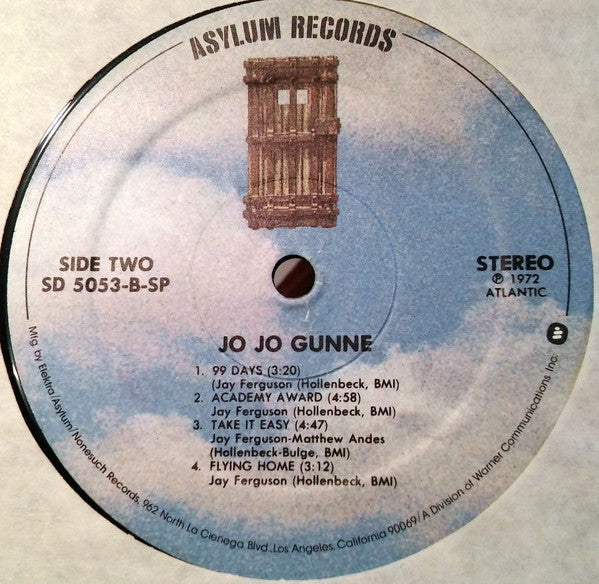 ASYLUM RECORDS
SIDE TWO
SD 5053-B-SP
STEREO
℗ 1972
ATLANTIC
JO JO GUNNE
1. 99 DAYS (3:20)
(Jay Ferguson (Hollenbeck, BMI)
2. ACADEMY AWARD (4:58)
Jay Ferguson (Hollenbeck, BMI)
3. TAKE IT EASY (4:47)
Jay Ferguson-Matthew Andes
(Hollenbeck-Bulge, BMI)
4. FLYING HOME (3:12)
Jay Ferguson (Hollenbeck, BMI)
Mfg. by Elektra/Asylum/Nonesuch Records, 962 North La Cienega Blvd., Los Angeles, California 90069/A Division of Warner Communications Inc.